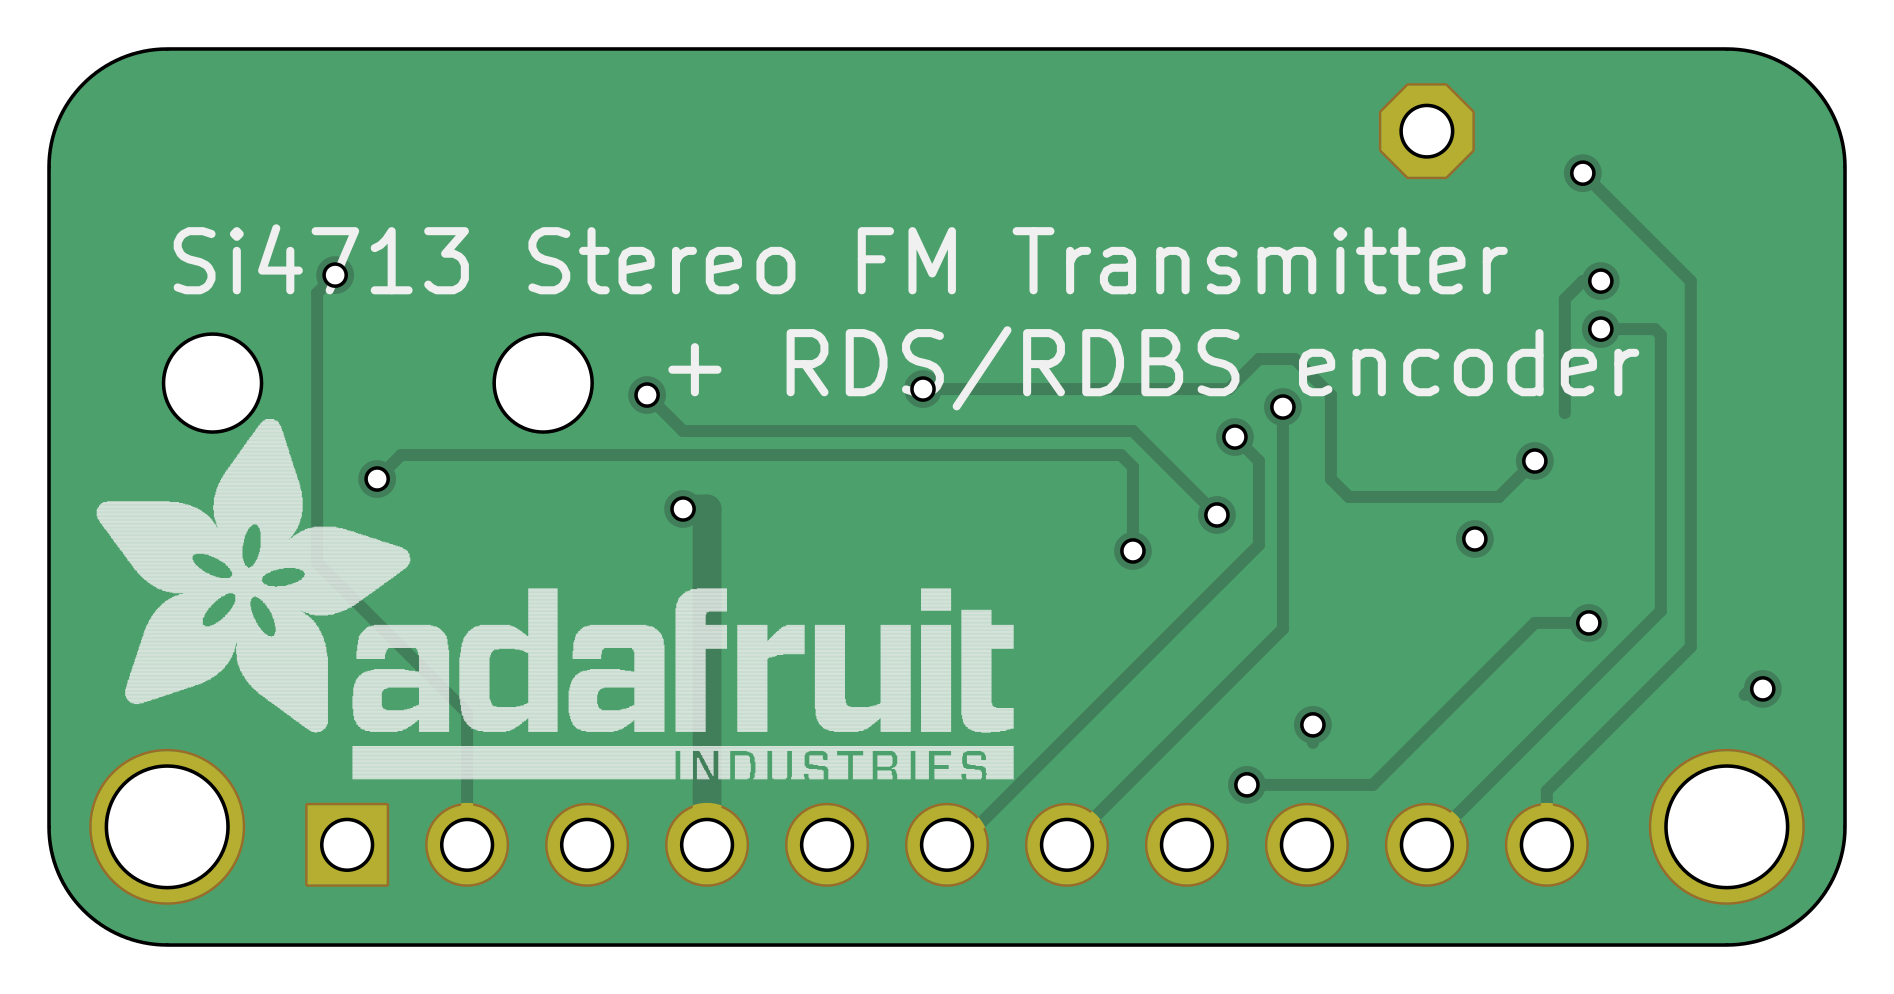 Si4713 Stereo FM Transmitter
+ RDS/RDBS encoder
adafruit
INDUSTRIES